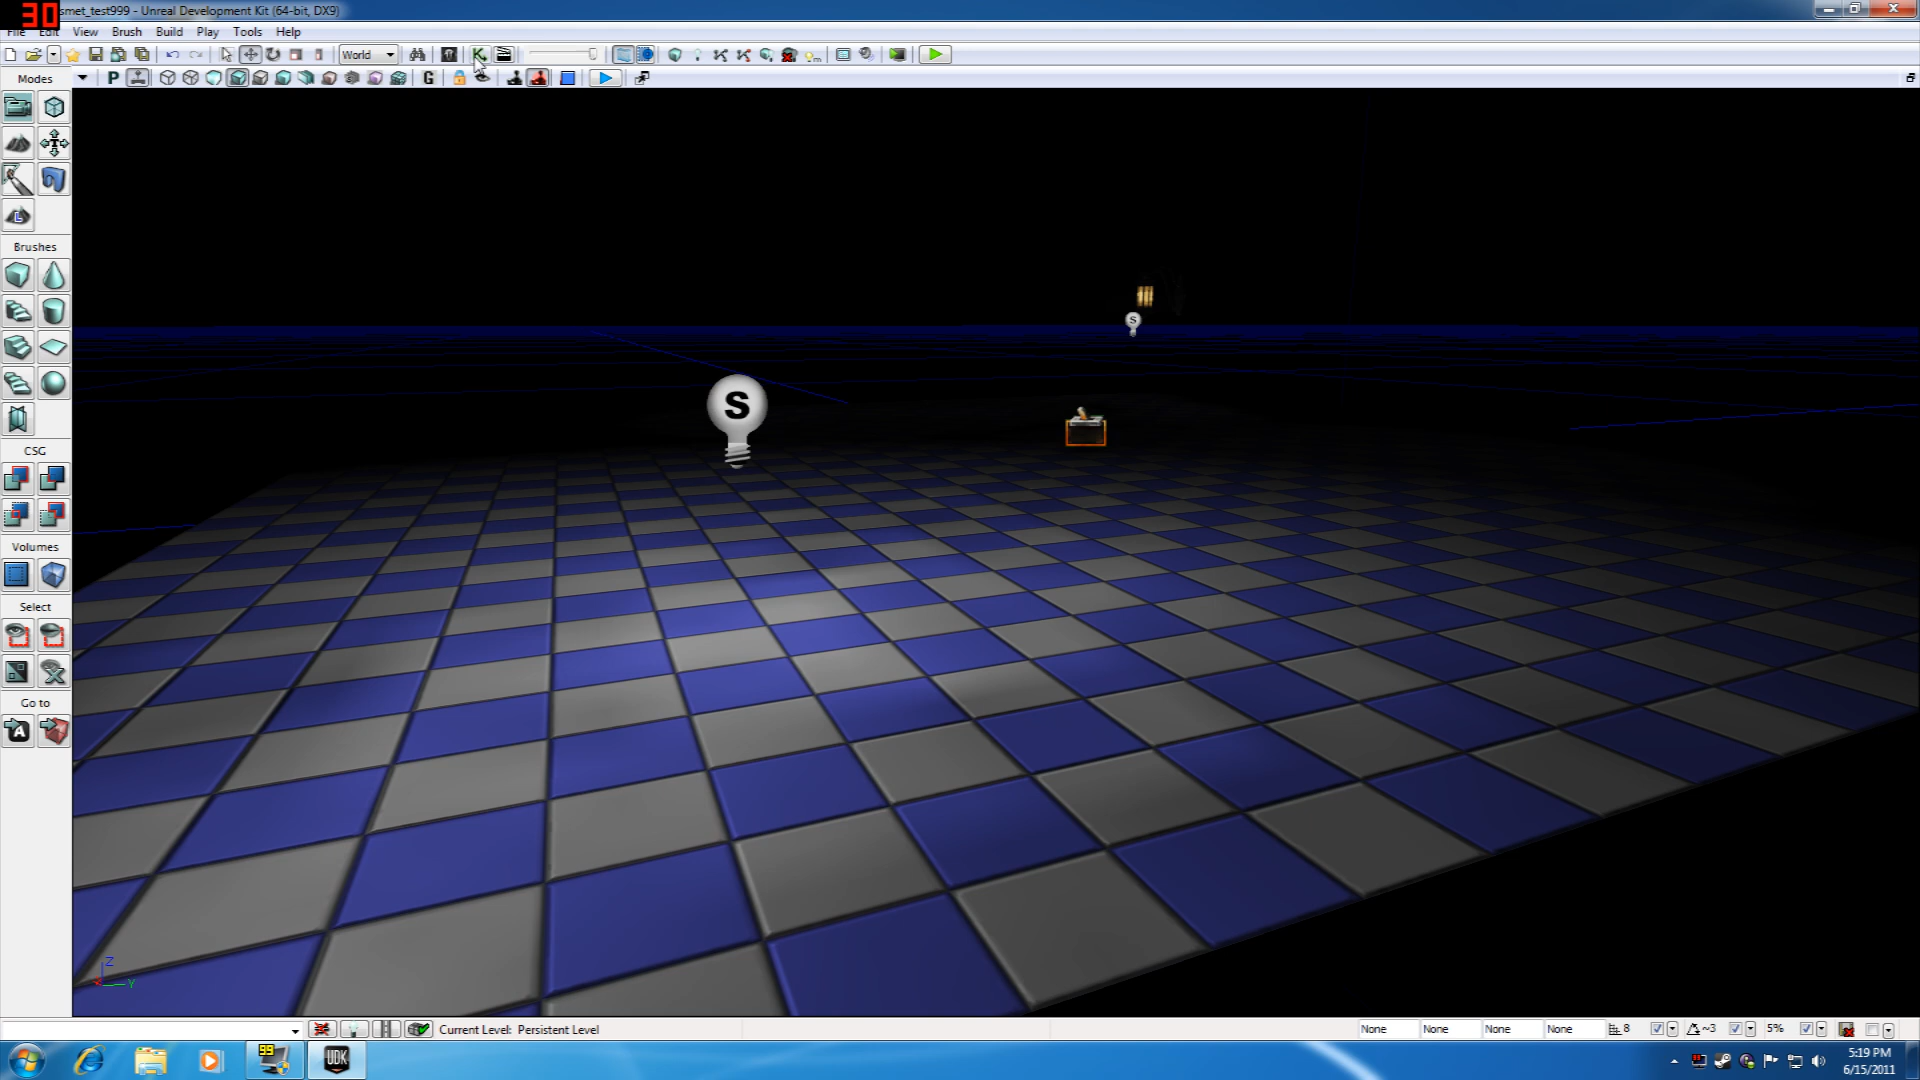 30
smet_test999 - Unreal Development Kit (64-bit, DX9)
File Edit View Brush Build Play Tools Help
World
Modes
P
G
L
Brushes
CSG
Volumes
Select
Go to
A
S
S
Z
Y
Current Level: Persistent Level
None
None
None
None
8
~3
5%
99
UDK
5:19 PM
6/15/2011